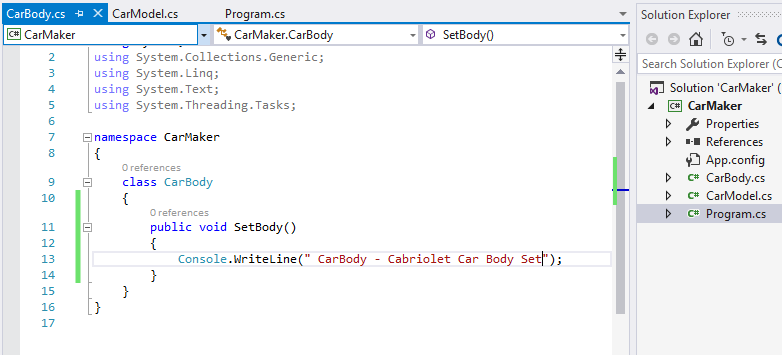 CarBody.cs CarModel.cs Program.cs
CarMaker CarMaker.CarBody SetBody()
2 using System.Collections.Generic;
3 using System.Linq;
4 using System.Text;
5 using System.Threading.Tasks;
6
7 namespace CarMaker
8 {
0 references
9 class CarBody
10 {
0 references
11 public void SetBody()
12 {
13 Console.WriteLine(" CarBody - Cabriolet Car Body Set");
14 }
15 }
16 }
17
Solution Explorer
Search Solution Explorer (C
Solution 'CarMaker' (
C# CarMaker
Properties
References
App.config
C# CarBody.cs
C# CarModel.cs
C# Program.cs